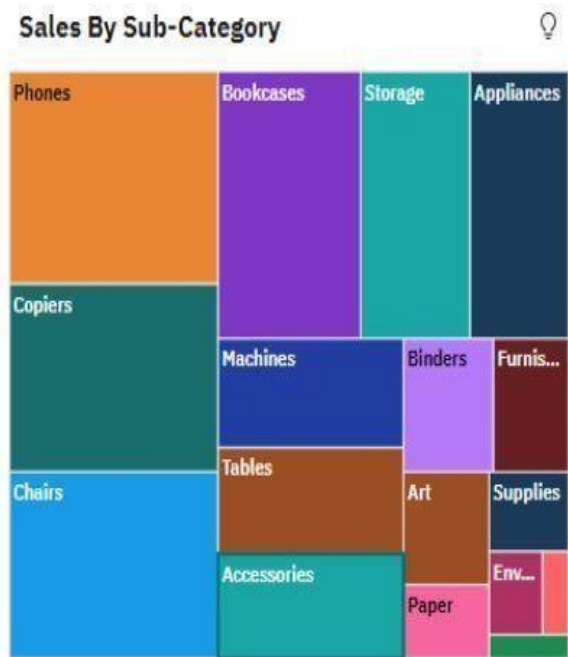 Sales By Sub-Category
Phones
Bookcases
Storage
Appliances
Copiers
Machines
Binders
Furnis...
Tables
Chairs
Art
Supplies
Accessories
Env...
Paper